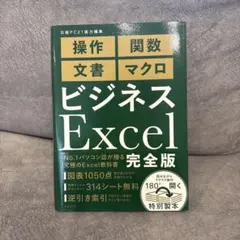 日経PC21総力編集
操作 関数
文書 マクロ
ビジネス
Excel
完全版
No.1パソコン誌が贈る
究極のExcel教科書
図表1050点
314シート無料
逆引き索引
180°開く
特別製本